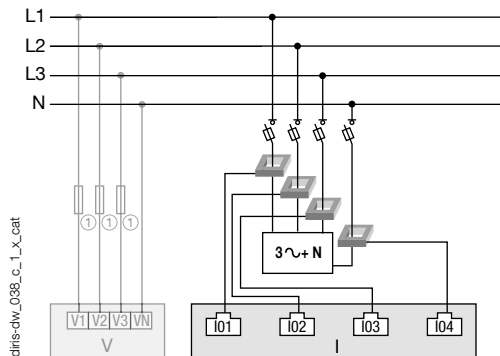 L1
L2
L3
N
1 1 1
3∿+ N
V1 V2 V3 VN
V
I01 I02 I03 I04
I
diris-dw_038_c_1_x_cat